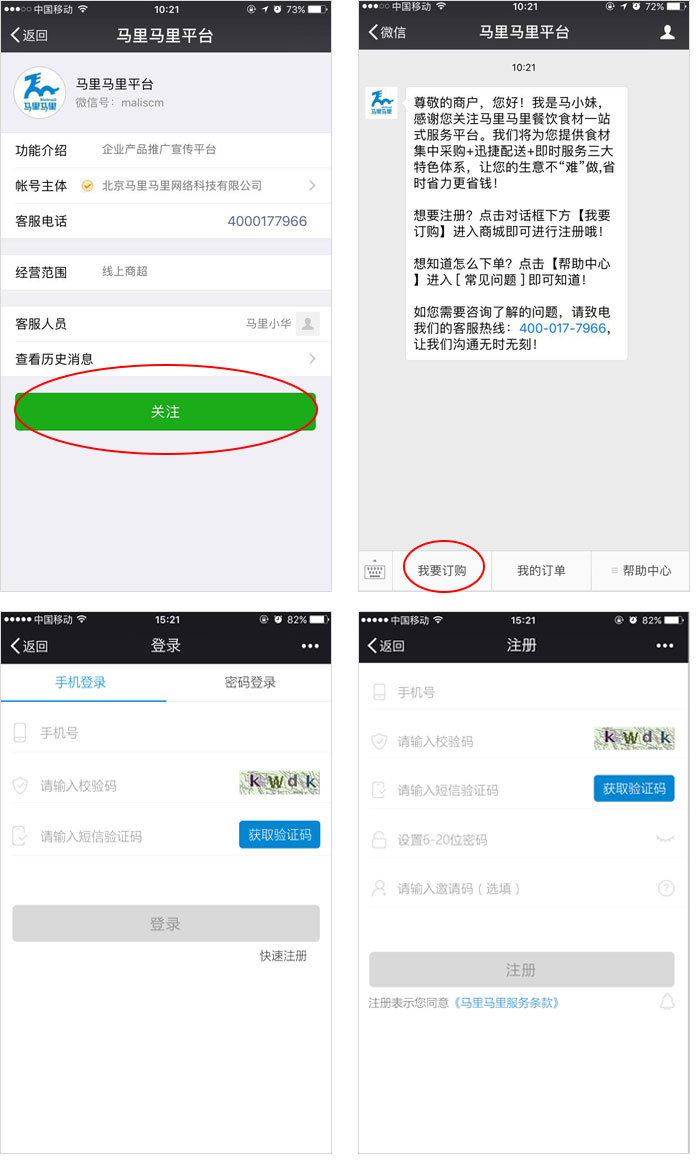 中国移动 10:21 73%
返回 马里马里平台
马里马里
马里马里平台
微信号：maliscm
功能介绍 企业产品推广宣传平台
帐号主体 北京马里马里网络科技有限公司
客服电话 4000177966
经营范围 线上商超
客服人员 马里小华
查看历史消息
关注
中国移动 10:21 72%
微信 马里马里平台
10:21
马里马里
尊敬的商户，您好！我是马小妹，
感谢您关注马里马里餐饮食材一站
式服务平台。我们将为您提供食材
集中采购+迅捷配送+即时服务三大
特色体系，让您的生意不“难”做,省
时省力更省钱！
想要注册？点击对话框下方【我要
订购】进入商城即可进行注册哦！
想知道怎么下单？点击【帮助中心
】进入 [ 常见问题 ] 即可知道！
如您需要咨询了解的问题，请致电
我们的客服热线：400-017-7966,
让我们沟通无时无刻！
我要订购 我的订单 帮助中心
中国移动 15:21 82%
返回 登录
手机登录 密码登录
手机号
请输入校验码 kwdk
请输入短信验证码 获取验证码
登录
快速注册
中国移动 15:21 82%
返回 注册
手机号
请输入校验码 kwdk
请输入短信验证码 获取验证码
设置6-20位密码
请输入邀请码（选填）
注册
注册表示您同意《马里马里服务条款》